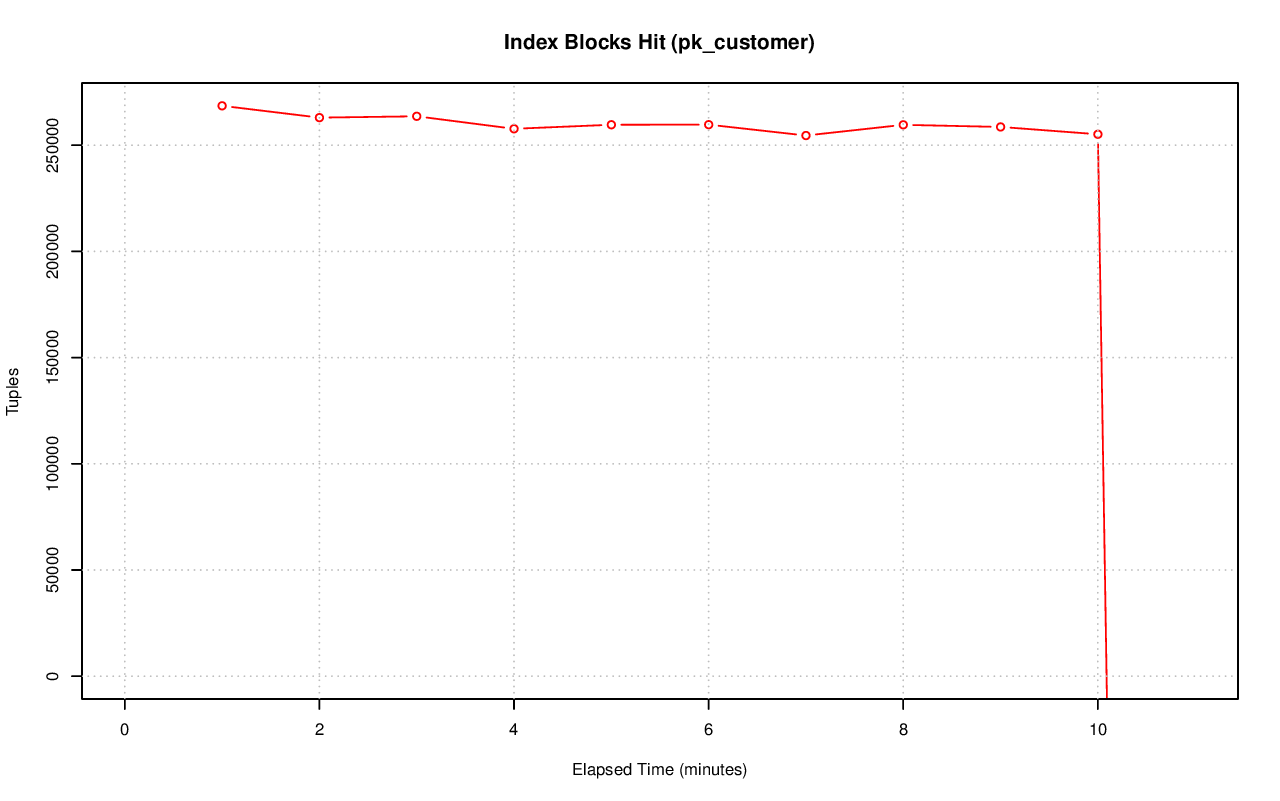 Index Blocks Hit (pk_customer)
Tuples
250000
200000
150000
100000
50000
0
0 2 4 6 8 10
Elapsed Time (minutes)